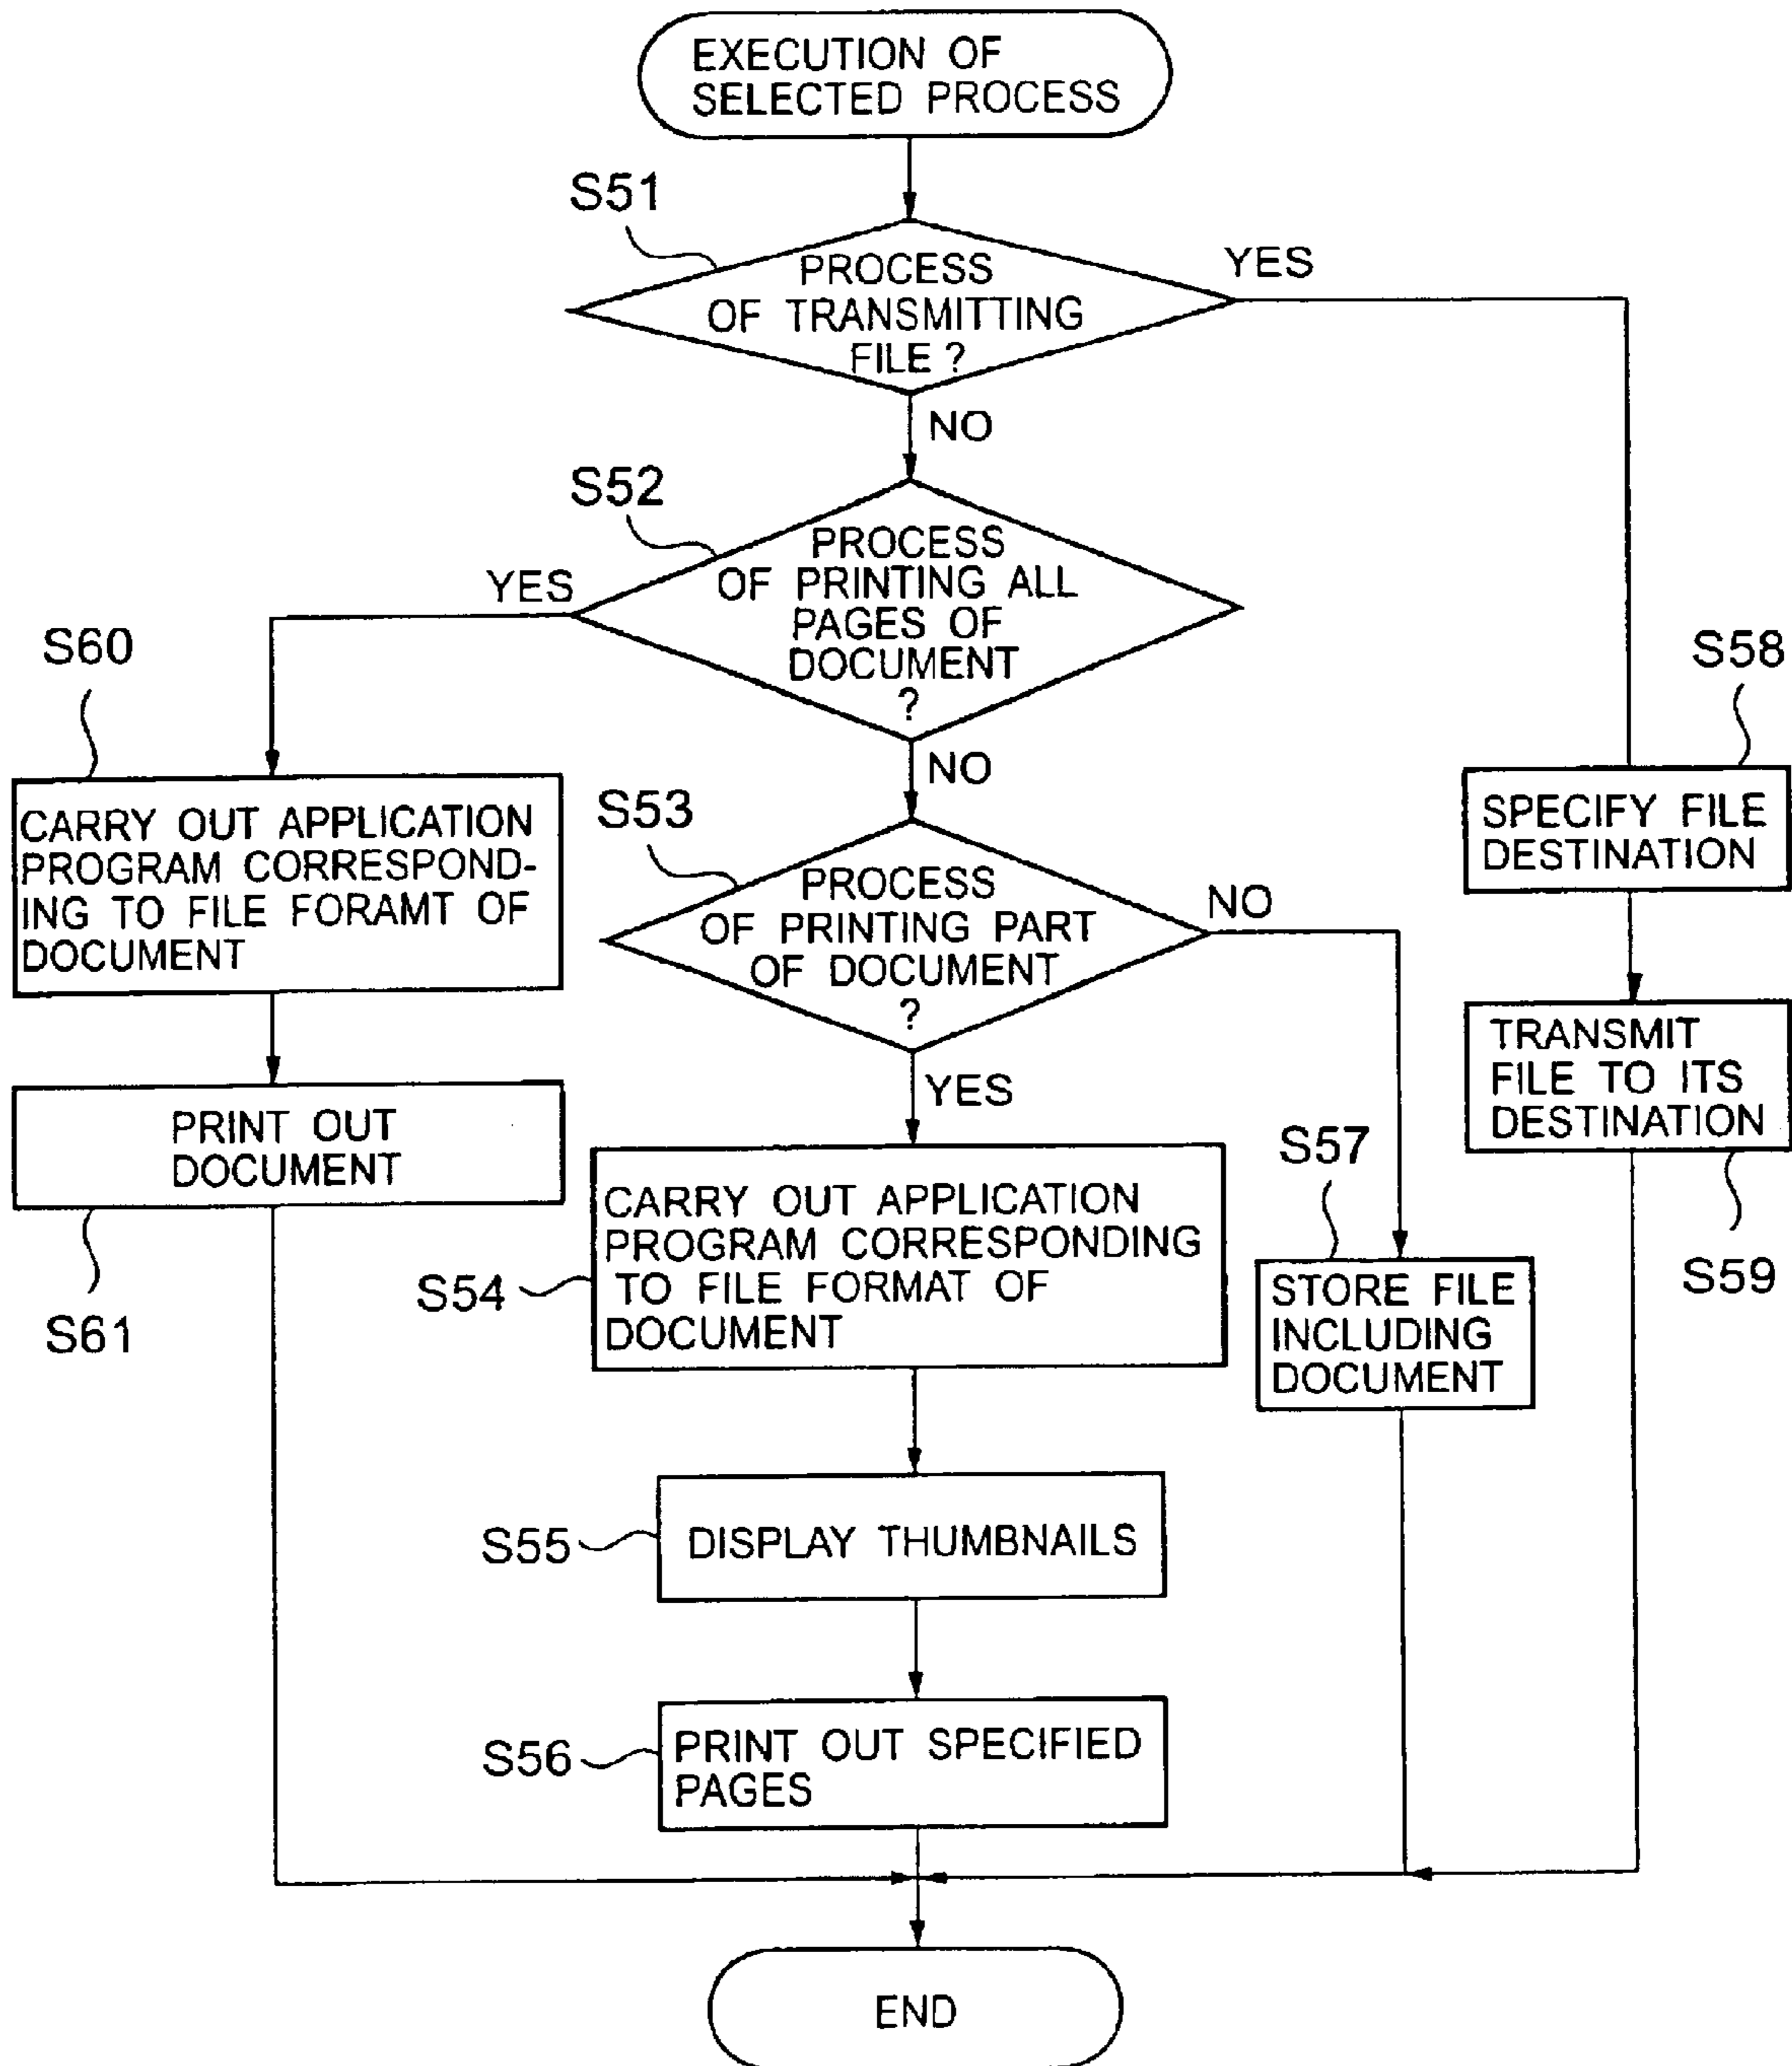 EXECUTION OF
SELECTED PROCESS
S51
PROCESS
OF TRANSMITTING
FILE ?
YES
NO
S52
PROCESS
OF PRINTING ALL
PAGES OF
DOCUMENT
?
YES
NO
S60
CARRY OUT APPLICATION
PROGRAM CORRESPOND-
ING TO FILE FORAMT OF
DOCUMENT
PRINT OUT
DOCUMENT
S61
S53
PROCESS
OF PRINTING PART
OF DOCUMENT
?
NO
YES
S58
SPECIFY FILE
DESTINATION
TRANSMIT
FILE TO ITS
DESTINATION
S59
S57
STORE FILE
INCLUDING
DOCUMENT
S54
CARRY OUT APPLICATION
PROGRAM CORRESPONDING
TO FILE FORMAT OF
DOCUMENT
S55
DISPLAY THUMBNAILS
S56
PRINT OUT SPECIFIED
PAGES
END